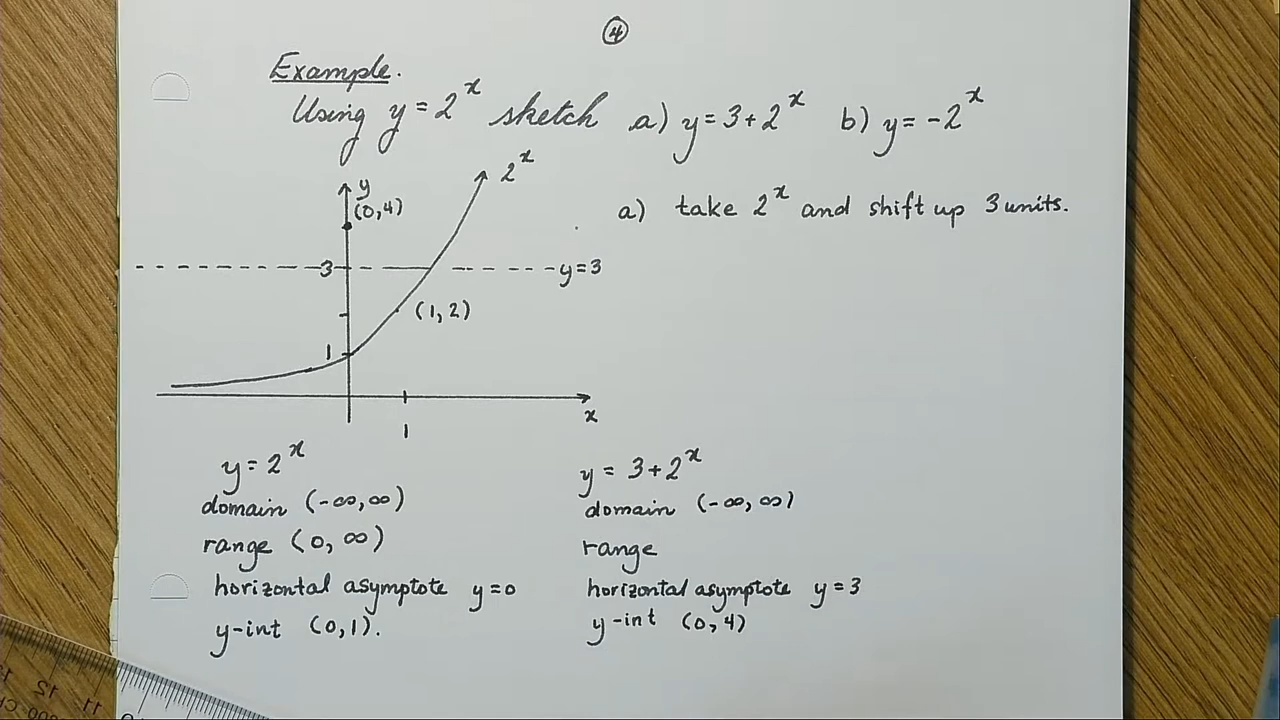 4
Example.
Using y = 2^x sketch a) y = 3 + 2^x b) y = -2^x
y
2^x
(0,4)
a) take 2^x and shift up 3 units.
3
y=3
(1, 2)
1
x
1
y = 2^x
domain (-∞,∞)
range (0, ∞)
horizontal asymptote y=0
y-int (0,1).
y = 3+2^x
domain (-∞, ∞)
range
horizontal asymptote y=3
y-int (0,4)
12
11